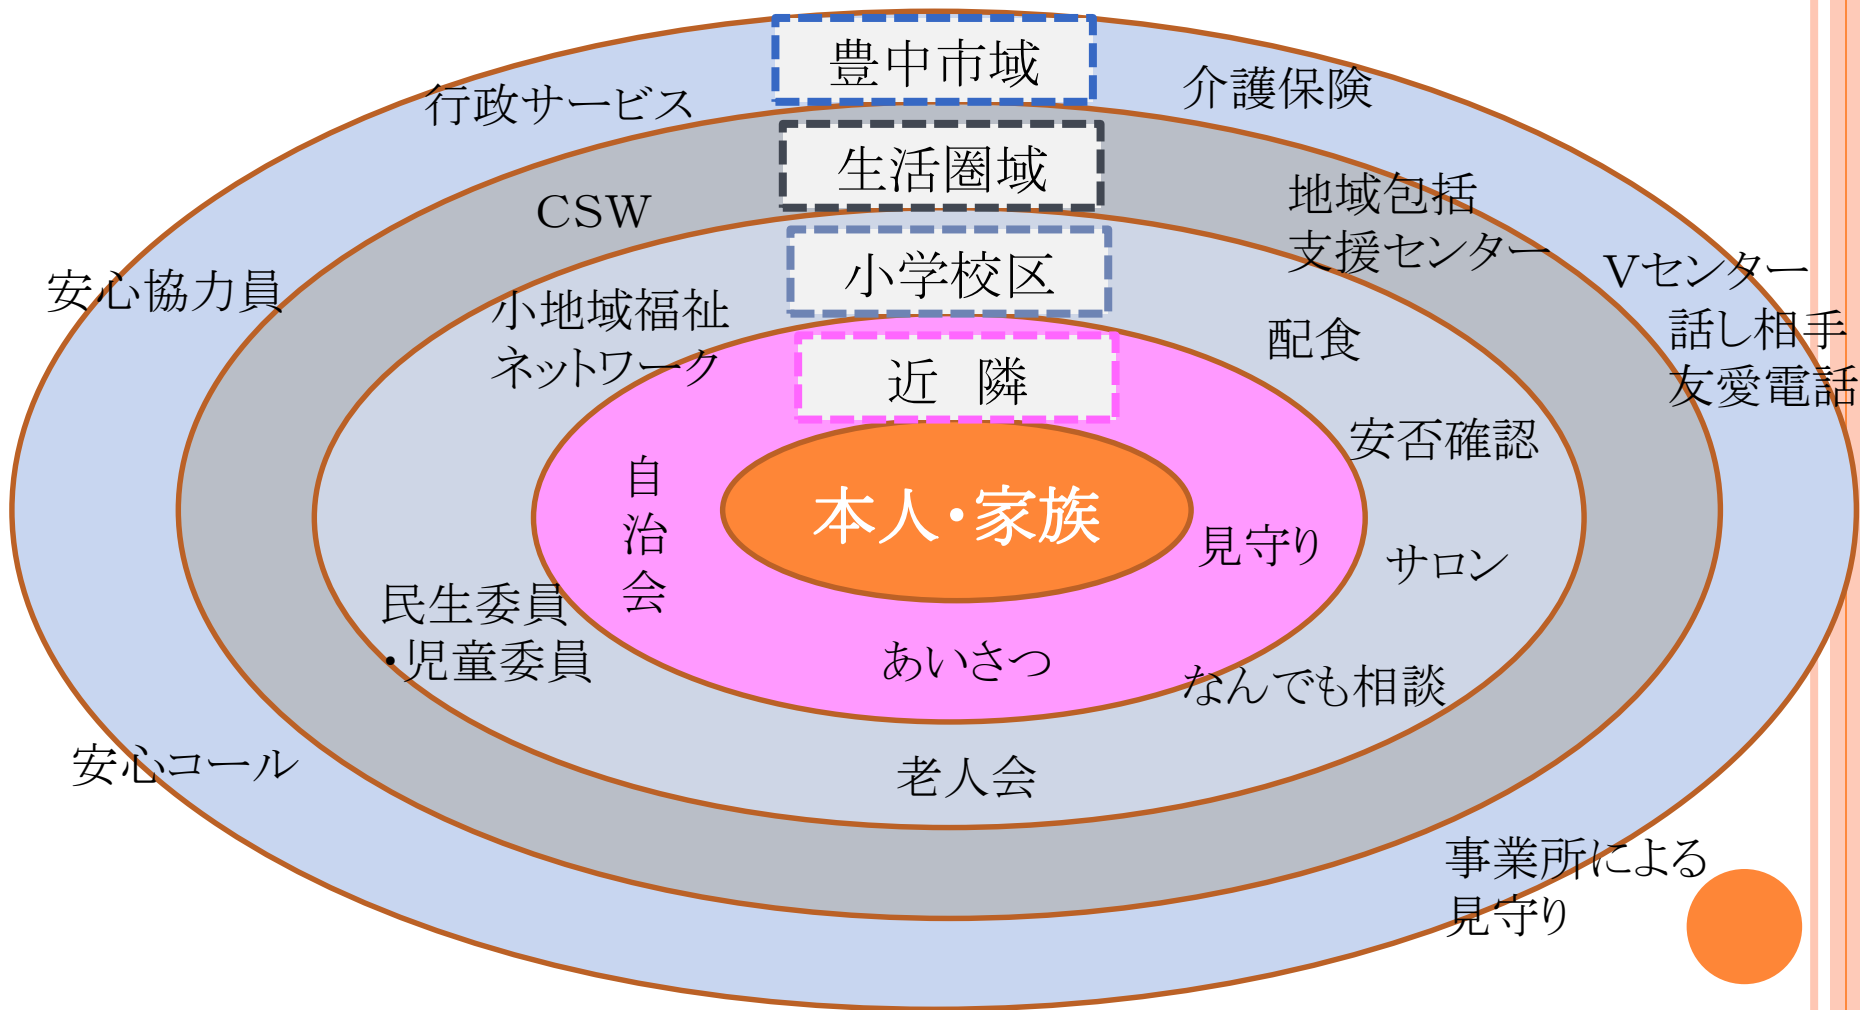 豊中市域
行政サービス
介護保険
生活圏域
CSW
地域包括
支援センター
安心協力員
Vセンター
話し相手
友愛電話
小学校区
小地域福祉
ネットワーク
配食
近 隣
安否確認
自
治
会
本人・家族
見守り
サロン
民生委員
・児童委員
あいさつ
なんでも相談
安心コール
老人会
事業所による
見守り